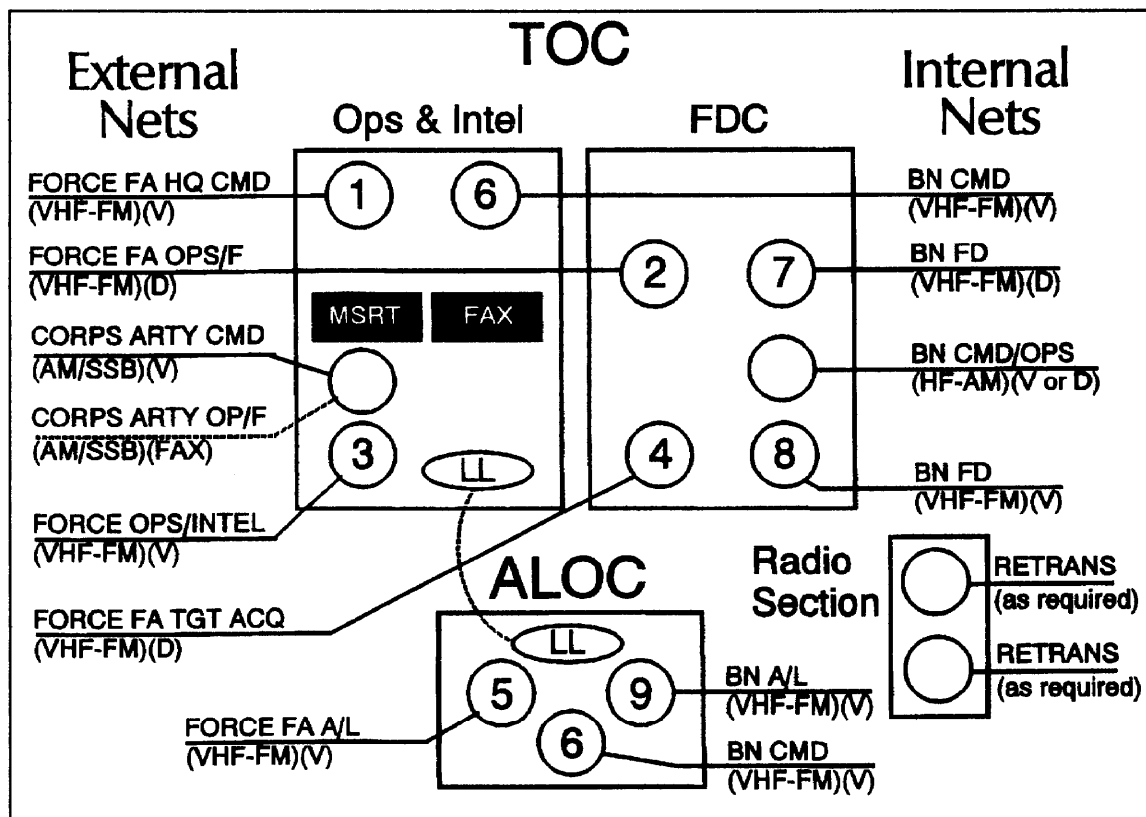 TOC
External
Nets
Internal
Nets
Ops & Intel
FDC
FORCE FA HQ CMD
(VHF-FM)(V)
1
6
BN CMD
(VHF-FM)(V)
FORCE FA OPS/F
(VHF-FM)(D)
2
7
BN FD
(VHF-FM)(D)
MSRT
FAX
CORPS ARTY CMD
(AM/SSB)(V)
BN CMD/OPS
(HF-AM)(V or D)
CORPS ARTY OP/F
(AM/SSB)(FAX)
3
LL
4
8
BN FD
(VHF-FM)(V)
FORCE OPS/INTEL
(VHF-FM)(V)
ALOC
Radio
Section
RETRANS
(as required)
RETRANS
(as required)
FORCE FA TGT ACQ
(VHF-FM)(D)
LL
5
9
6
BN A/L
(VHF-FM)(V)
FORCE FA A/L
(VHF-FM)(V)
BN CMD
(VHF-FM)(V)